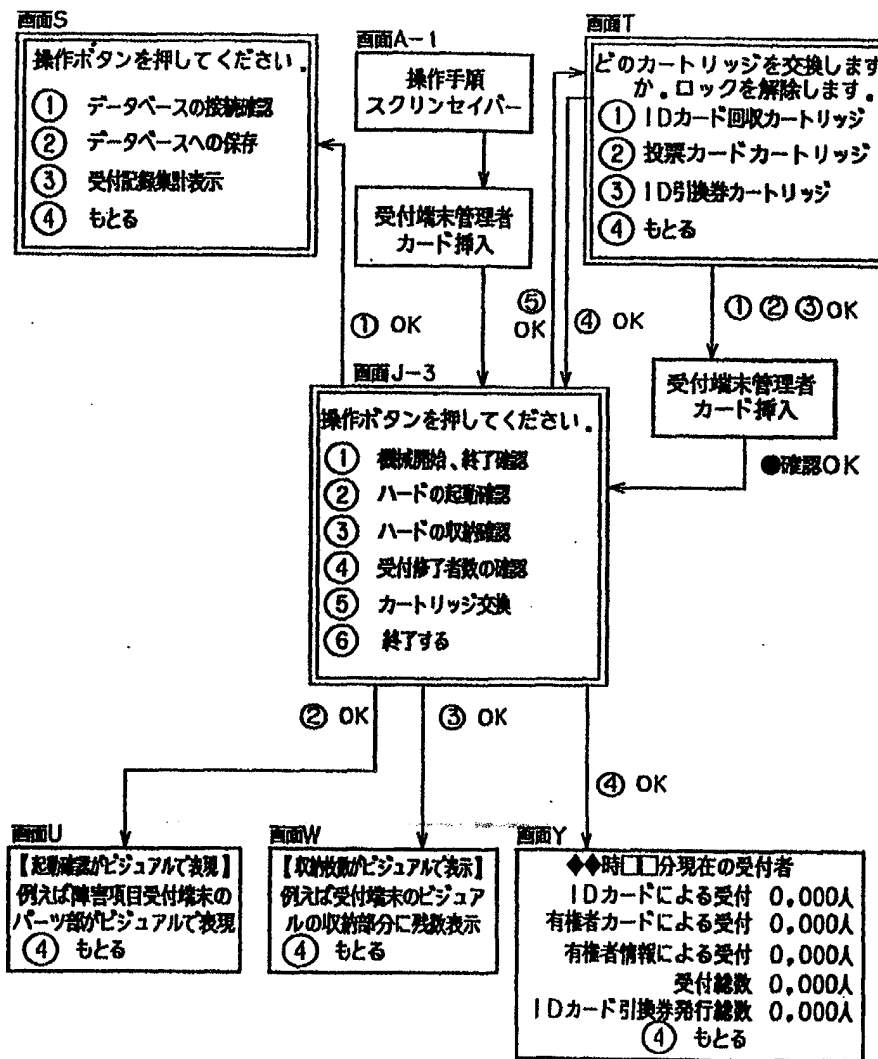 画面S
操作ボタンを押してください.
① データベースの接続確認
② データベースへの保存
③ 受付記録集計表示
④ もとる
画面A-1
操作手順
スクリンセイバー
受付端末管理者
カード挿入
画面T
どのカートリッジを交換します
か.ロックを解除します.
① IDカード回収カートリッジ
② 投票カードカートリッジ
③ ID引換券カートリッジ
④ もとる
① OK
⑤
OK
④ OK
① ② ③ OK
受付端末管理者
カード挿入
●確認OK
画面J-3
操作ボタンを押してください.
① 機械開始、終了確認
② ハードの起動確認
③ ハードの収納確認
④ 受付修了者数の確認
⑤ カートリッジ交換
⑥ 終了する
② OK
③ OK
④ OK
画面U
【起動確認がビジュアルで表現】
例えば障害項目受付端末の
パーツ部がビジュアルで表現
④ もとる
画面W
【収納枚数がビジュアルで表示】
例えば受付端末のビジュア
ルの収納部分に残数表示
④ もとる
画面Y
◆◆時□□分現在の受付者
IDカードによる受付 0,000人
有権者カードによる受付 0,000人
有権者情報による受付 0,000人
受付総数 0,000人
IDカード引換券発行総数 0,000人
④ もとる